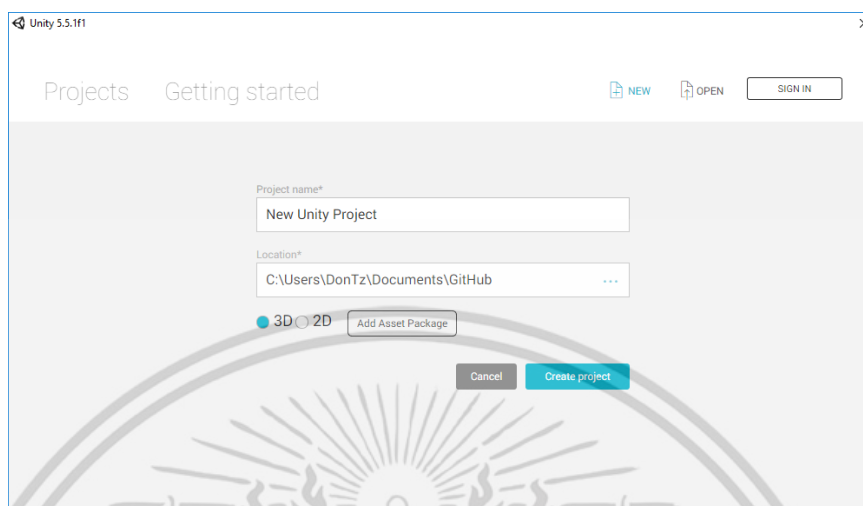 Unity 5.5.1f1
Projects Getting started NEW OPEN SIGN IN
Project name*
New Unity Project
Location*
C:\Users\DonTz\Documents\GitHub ...
3D 2D Add Asset Package
Cancel Create project